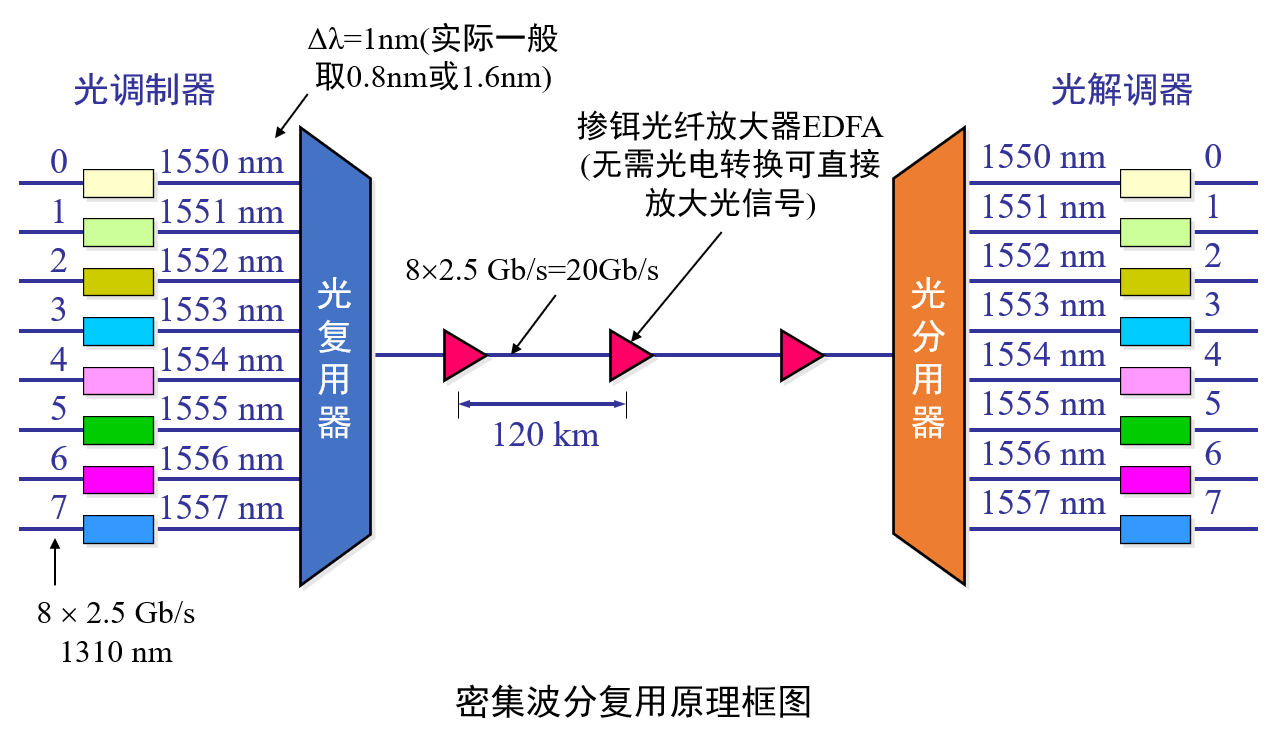 Δλ=1nm(实际一般
取0.8nm或1.6nm)
光调制器
光解调器
掺铒光纤放大器EDFA
(无需光电转换可直接
放大光信号)
0 1550 nm
1 1551 nm
2 1552 nm
3 1553 nm
4 1554 nm
5 1555 nm
6 1556 nm
7 1557 nm
光复用器
8×2.5 Gb/s=20Gb/s
120 km
光分用器
1550 nm 0
1551 nm 1
1552 nm 2
1553 nm 3
1554 nm 4
1555 nm 5
1556 nm 6
1557 nm 7
8 × 2.5 Gb/s
1310 nm
密集波分复用原理框图